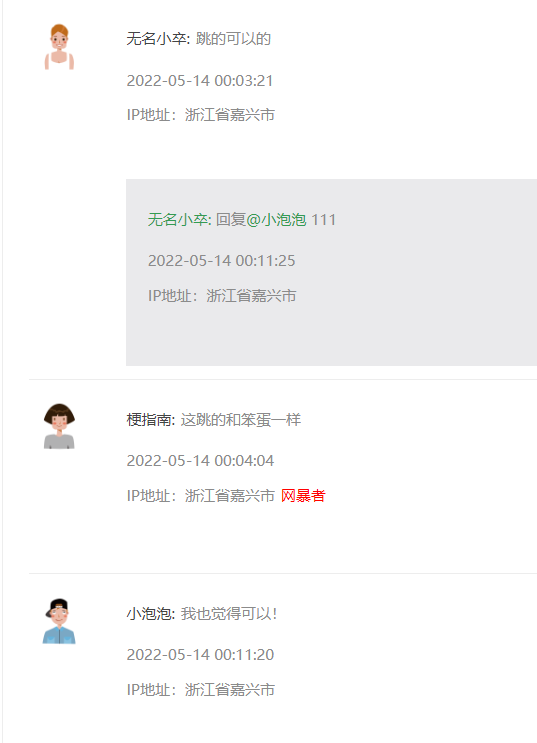 无名小卒: 跳的可以的
2022-05-14 00:03:21
IP地址：浙江省嘉兴市
无名小卒: 回复@小泡泡 111
2022-05-14 00:11:25
IP地址：浙江省嘉兴市
梗指南: 这跳的和笨蛋一样
2022-05-14 00:04:04
IP地址：浙江省嘉兴市 网暴者
小泡泡: 我也觉得可以！
2022-05-14 00:11:20
IP地址：浙江省嘉兴市